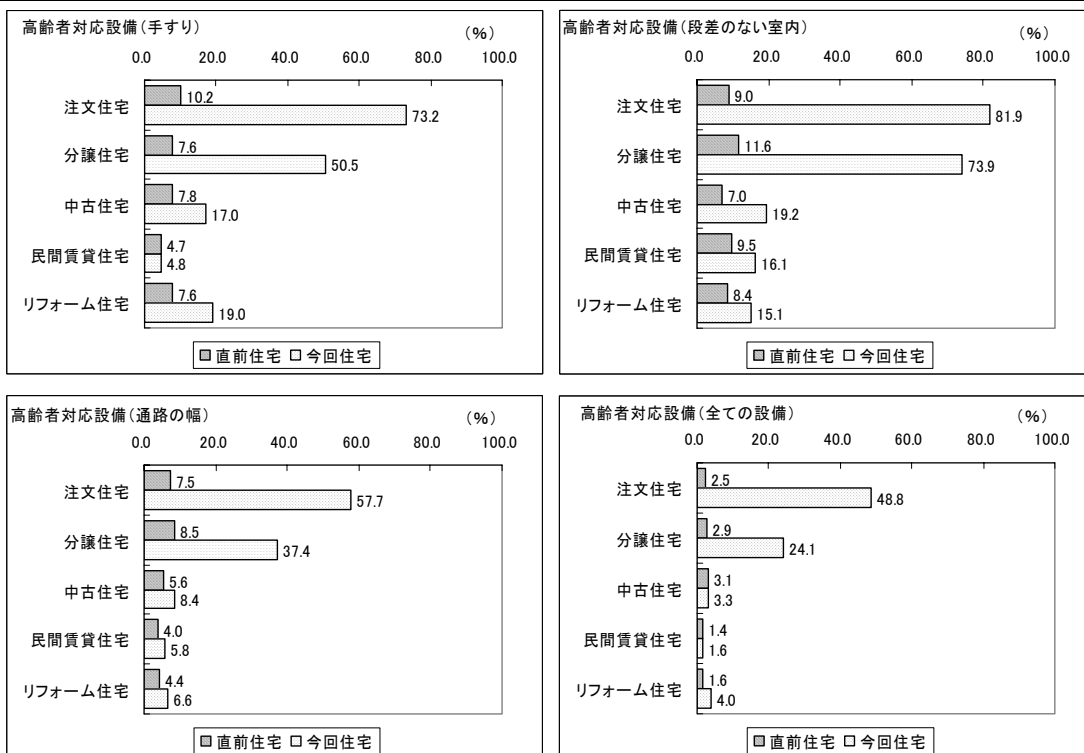 高齢者対応設備(手すり)
(%)
0.0 20.0 40.0 60.0 80.0 100.0
注文住宅 10.2 73.2
分譲住宅 7.6 50.5
中古住宅 7.8 17.0
民間賃貸住宅 4.7 4.8
リフォーム住宅 7.6 19.0
直前住宅 今回住宅
高齢者対応設備(段差のない室内)
(%)
0.0 20.0 40.0 60.0 80.0 100.0
注文住宅 9.0 81.9
分譲住宅 11.6 73.9
中古住宅 7.0 19.2
民間賃貸住宅 9.5 16.1
リフォーム住宅 8.4 15.1
直前住宅 今回住宅
高齢者対応設備(通路の幅)
(%)
0.0 20.0 40.0 60.0 80.0 100.0
注文住宅 7.5 57.7
分譲住宅 8.5 37.4
中古住宅 5.6 8.4
民間賃貸住宅 4.0 5.8
リフォーム住宅 4.4 6.6
直前住宅 今回住宅
高齢者対応設備(全ての設備)
(%)
0.0 20.0 40.0 60.0 80.0 100.0
注文住宅 2.5 48.8
分譲住宅 2.9 24.1
中古住宅 3.1 3.3
民間賃貸住宅 1.4 1.6
リフォーム住宅 1.6 4.0
直前住宅 今回住宅